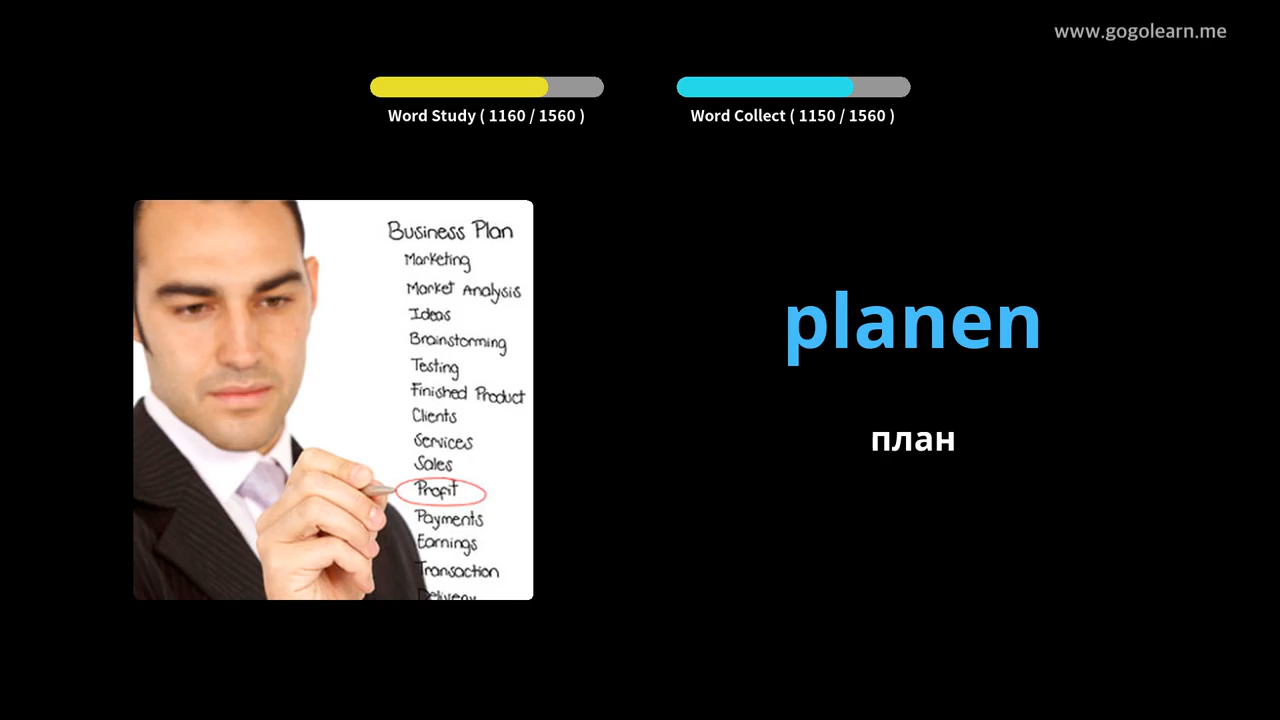 www.gogolearn.me
Word Study ( 1160 / 1560 )
Word Collect ( 1150 / 1560 )
Business Plan
Marketing
Market Analysis
Ideas
Brainstorming
Testing
Finished Product
Clients
Services
Sales
Profit
Payments
Earnings
Transaction
Delivery
planen
план